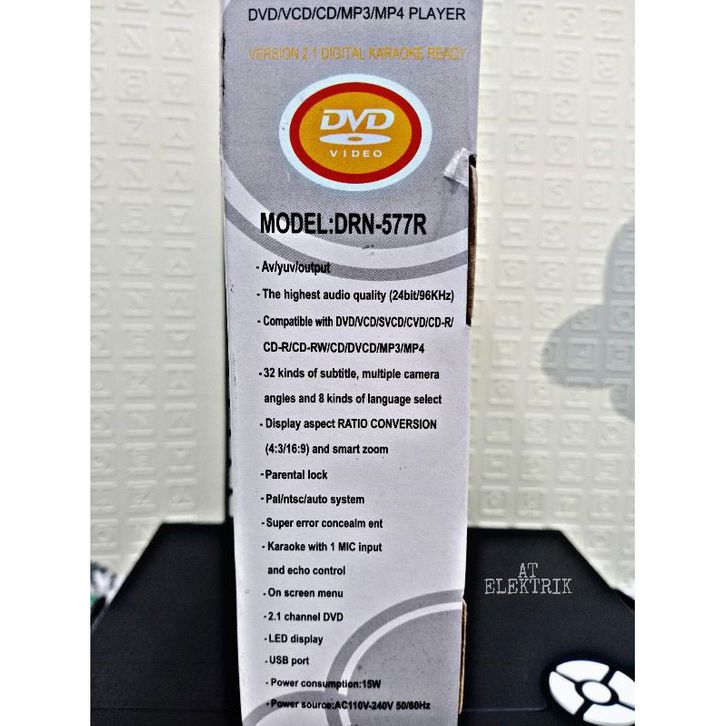 DVD/VCD/CD/MP3/MP4 PLAYER
VERSION 2.1 DIGITAL KARAOKE READY
DVD
VIDEO
MODEL:DRN-577R
- Av/yuv/output
- The highest audio quality (24bit/96KHz)
- Compatible with DVD/VCD/SVCD/CVD/CD-R/
CD-R/CD-RW/CD/DVCD/MP3/MP4
- 32 kinds of subtitle, multiple camera
angles and 8 kinds of language select
- Display aspect RATIO CONVERSION
(4:3/16:9) and smart zoom
- Parental lock
- Pal/ntsc/auto system
- Super error concealm ent
- Karaoke with 1 MIC input
and echo control
- On screen menu
- 2.1 channel DVD
- LED display
- USB port
- Power consumption:15W
- Power source:AC110V-240V 50/60Hz
AT
ELEKTRIK